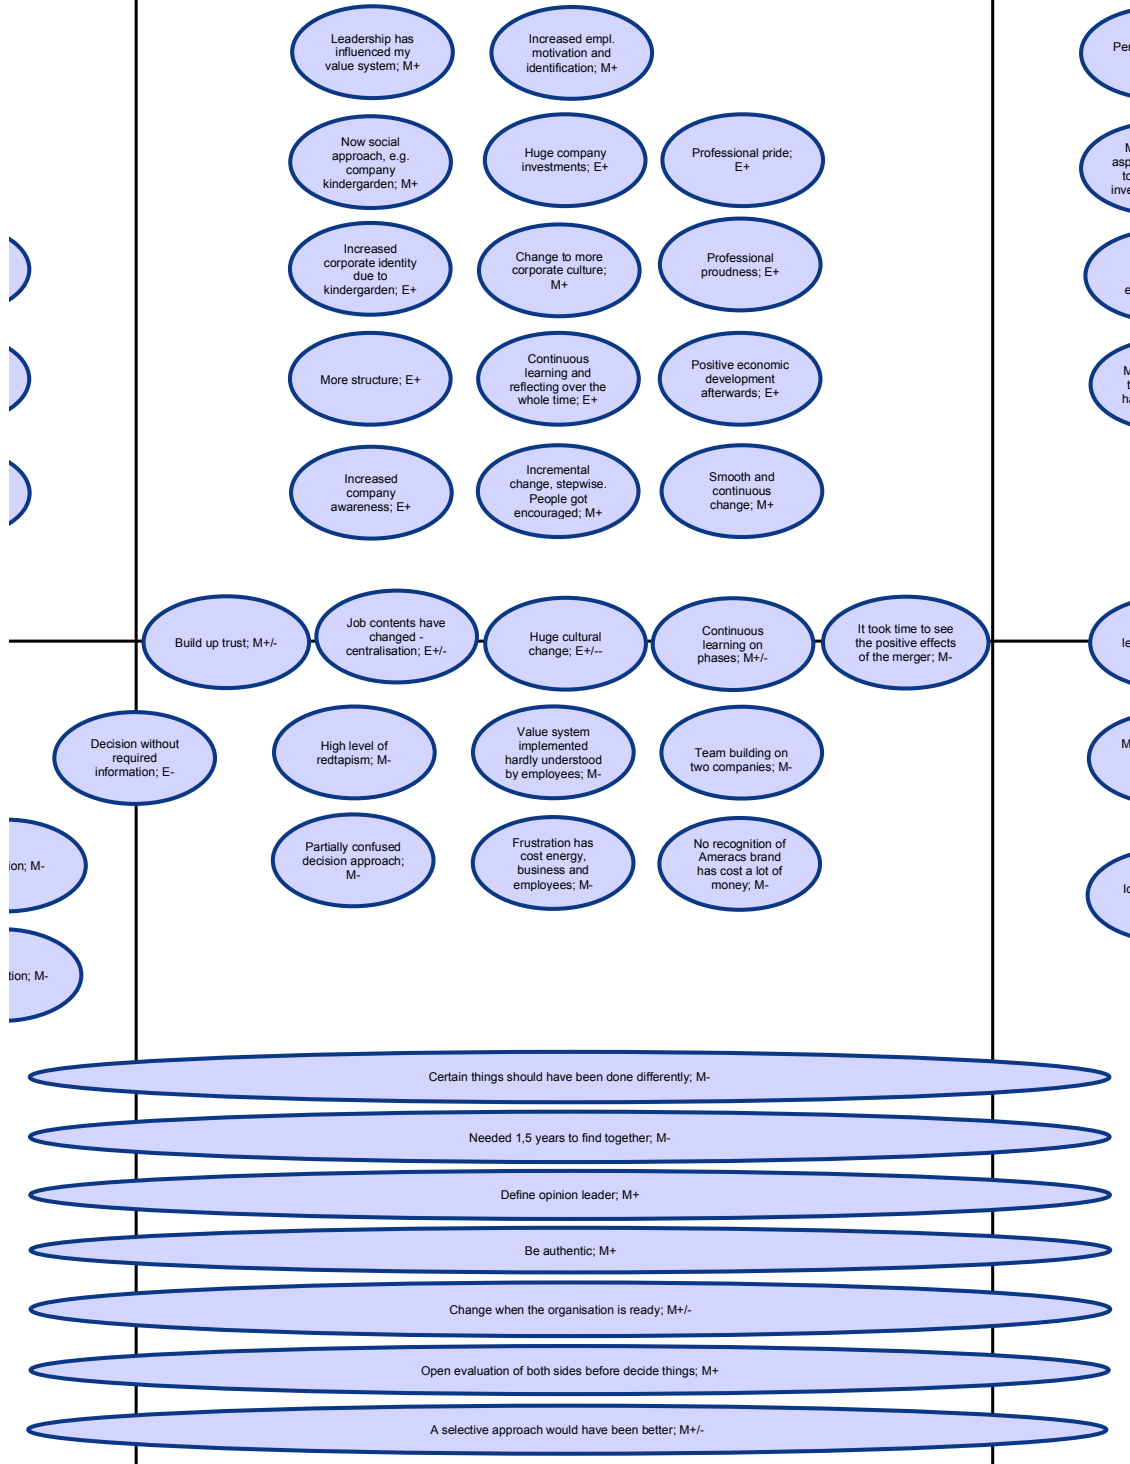 Leadership has
influenced my
value system; M+
Increased empl.
motivation and
identification; M+
Now social
approach, e.g.
company
kindergarden; M+
Huge company
investments; E+
Professional pride;
E+
Increased
corporate identity
due to
kindergarden; E+
Change to more
corporate culture;
M+
Professional
proudness; E+
More structure; E+
Continuous
learning and
reflecting over the
whole time; E+
Positive economic
development
afterwards; E+
Increased
company
awareness; E+
Incremental
change, stepwise.
People got
encouraged; M+
Smooth and
continuous
change; M+
Build up trust; M+/-
Job contents have
changed -
centralisation; E+/-
Huge cultural
change; E+/--
Continuous
learning on
phases; M+/-
It took time to see
the positive effects
of the merger; M-
Decision without
required
information; E-
High level of
redtapism; M-
Value system
implemented
hardly understood
by employees; M-
Team building on
two companies; M-
ion; M-
Partially confused
decision approach;
M-
Frustration has
cost energy,
business and
employees; M-
No recognition of
Ameracs brand
has cost a lot of
money; M-
tion; M-
Certain things should have been done differently; M-
Needed 1,5 years to find together; M-
Define opinion leader; M+
Be authentic; M+
Change when the organisation is ready; M+/-
Open evaluation of both sides before decide things; M+
A selective approach would have been better; M+/-